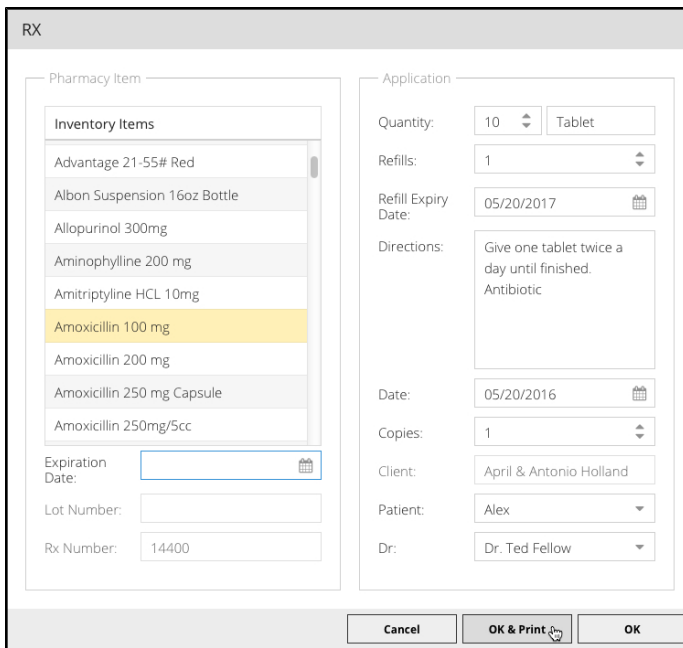 RX
Pharmacy Item
Inventory Items
Advantage 21-55# Red
Albon Suspension 16oz Bottle
Allopurinol 300mg
Aminophylline 200 mg
Amitriptyline HCL 10mg
Amoxicillin 100 mg
Amoxicillin 200 mg
Amoxicillin 250 mg Capsule
Amoxicillin 250mg/5cc
Expiration
Date:
Lot Number:
Rx Number: 14400
Application
Quantity: 10 Tablet
Refills: 1
Refill Expiry
Date: 05/20/2017
Directions: Give one tablet twice a
day until finished.
Antibiotic
Date: 05/20/2016
Copies: 1
Client: April & Antonio Holland
Patient: Alex
Dr: Dr. Ted Fellow
Cancel OK & Print OK